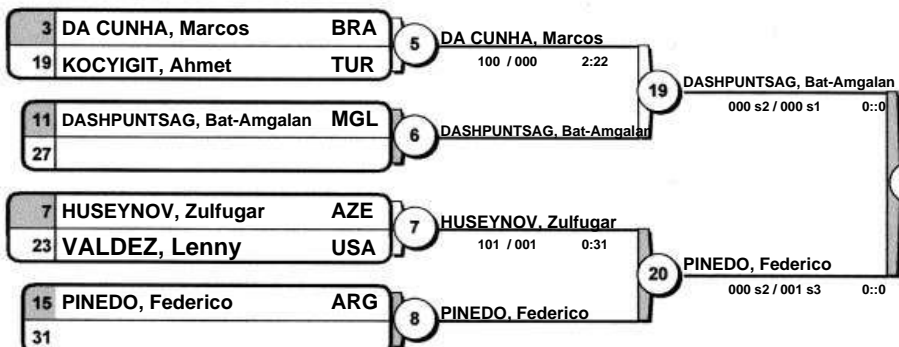 3 DA CUNHA, Marcos BRA
19 KOCYIGIT, Ahmet TUR
5 DA CUNHA, Marcos
100 / 000 2:22
11 DASHPUNTSAG, Bat-Amgalan MGL
27
6 DASHPUNTSAG, Bat-Amgalan
19 DASHPUNTSAG, Bat-Amgalan
000 s2 / 000 s1 0::0
7 HUSEYNOV, Zulfugar AZE
23 VALDEZ, Lenny USA
7 HUSEYNOV, Zulfugar
101 / 001 0:31
15 PINEDO, Federico ARG
31
8 PINEDO, Federico
20 PINEDO, Federico
000 s2 / 001 s3 0::0